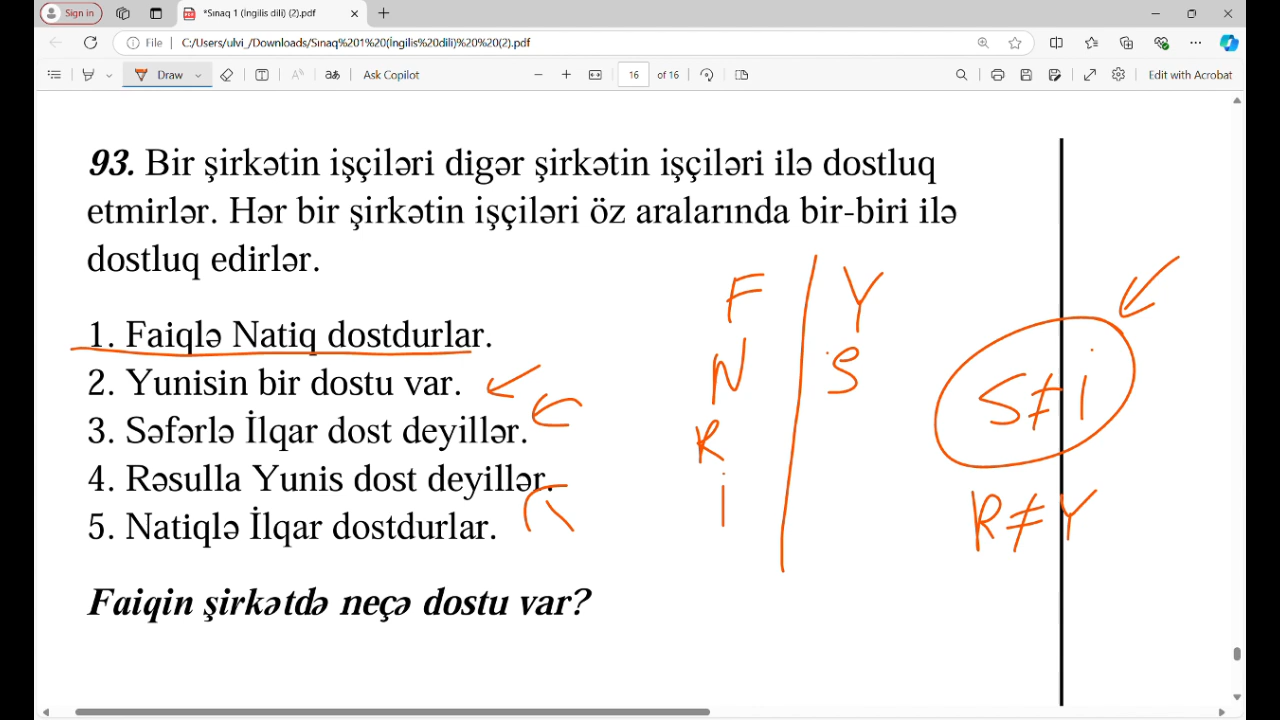 Sign in
*Sınaq 1 (İngilis dili) (2).pdf
File
C:/Users/ulvi_/Downloads/Sınaq%201%20(İngilis%20dili)%20%20(2).pdf
Draw
Ask Copilot
16 of 16
Edit with Acrobat
93. Bir şirkətin işçiləri digər şirkətin işçiləri ilə dostluq
etmirlər. Hər bir şirkətin işçiləri öz aralarında bir-biri ilə
dostluq edirlər.
1. Faiqlə Natiq dostdurlar.
2. Yunisin bir dostu var.
3. Səfərlə İlqar dost deyillər.
4. Rəsulla Yunis dost deyillər.
5. Natiqlə İlqar dostdurlar.
Faiqin şirkətdə neçə dostu var?
F Y
N S
R
İ
S ≠ İ
R ≠ Y